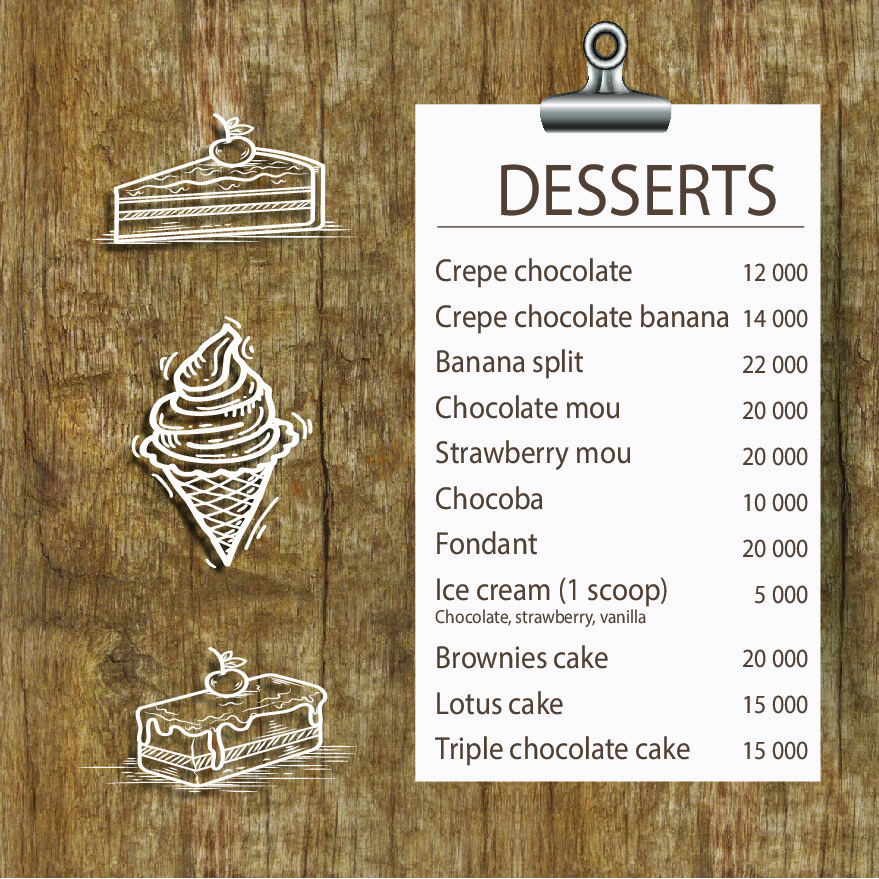 DESSERTS
Crepe chocolate 12 000
Crepe chocolate banana 14 000
Banana split 22 000
Chocolate mou 20 000
Strawberry mou 20 000
Chocoba 10 000
Fondant 20 000
Ice cream (1 scoop) 5 000
Chocolate, strawberry, vanilla
Brownies cake 20 000
Lotus cake 15 000
Triple chocolate cake 15 000